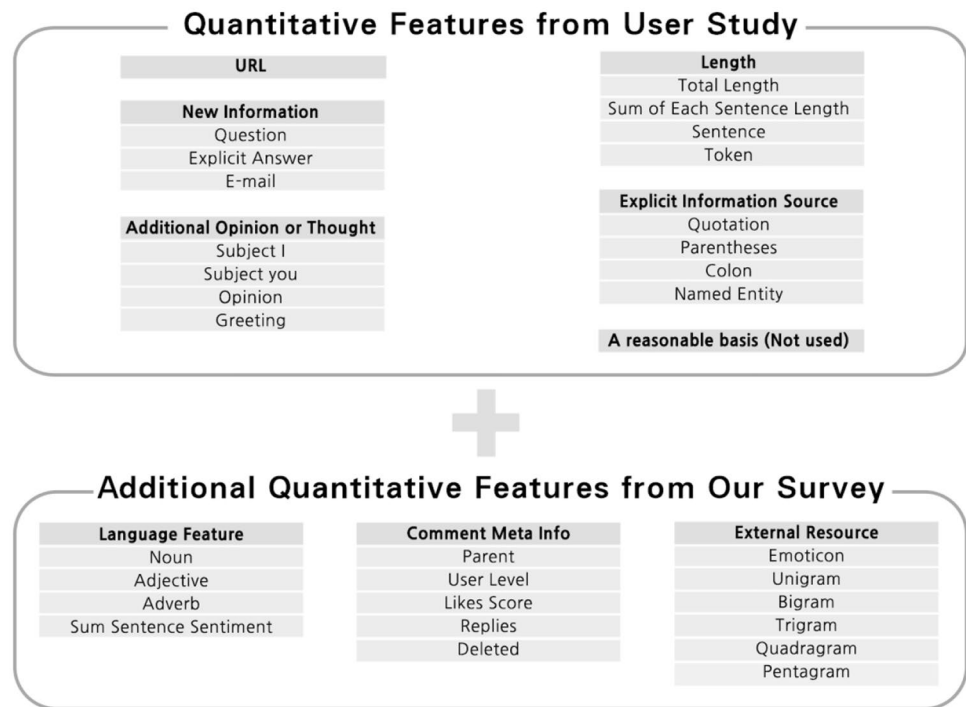 Quantitative Features from User Study
URL
New Information
Question
Explicit Answer
E-mail
Additional Opinion or Thought
Subject I
Subject you
Opinion
Greeting
Length
Total Length
Sum of Each Sentence Length
Sentence
Token
Explicit Information Source
Quotation
Parentheses
Colon
Named Entity
A reasonable basis (Not used)
Additional Quantitative Features from Our Survey
Language Feature
Noun
Adjective
Adverb
Sum Sentence Sentiment
Comment Meta Info
Parent
User Level
Likes Score
Replies
Deleted
External Resource
Emoticon
Unigram
Bigram
Trigram
Quadragram
Pentagram